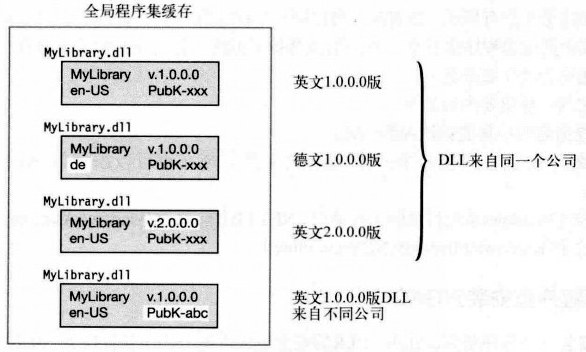 全局程序集缓存
MyLibrary.dll
MyLibrary v.1.0.0.0
en-US PubK-xxx
英文1.0.0.0版
MyLibrary.dll
MyLibrary v.1.0.0.0
de PubK-xxx
德文1.0.0.0版
DLL来自同一个公司
MyLibrary.dll
MyLibrary v.2.0.0.0
en-US PubK-xxx
英文2.0.0.0版
MyLibrary.dll
MyLibrary v.1.0.0.0
en-US PubK-abc
英文1.0.0.0版DLL
来自不同公司